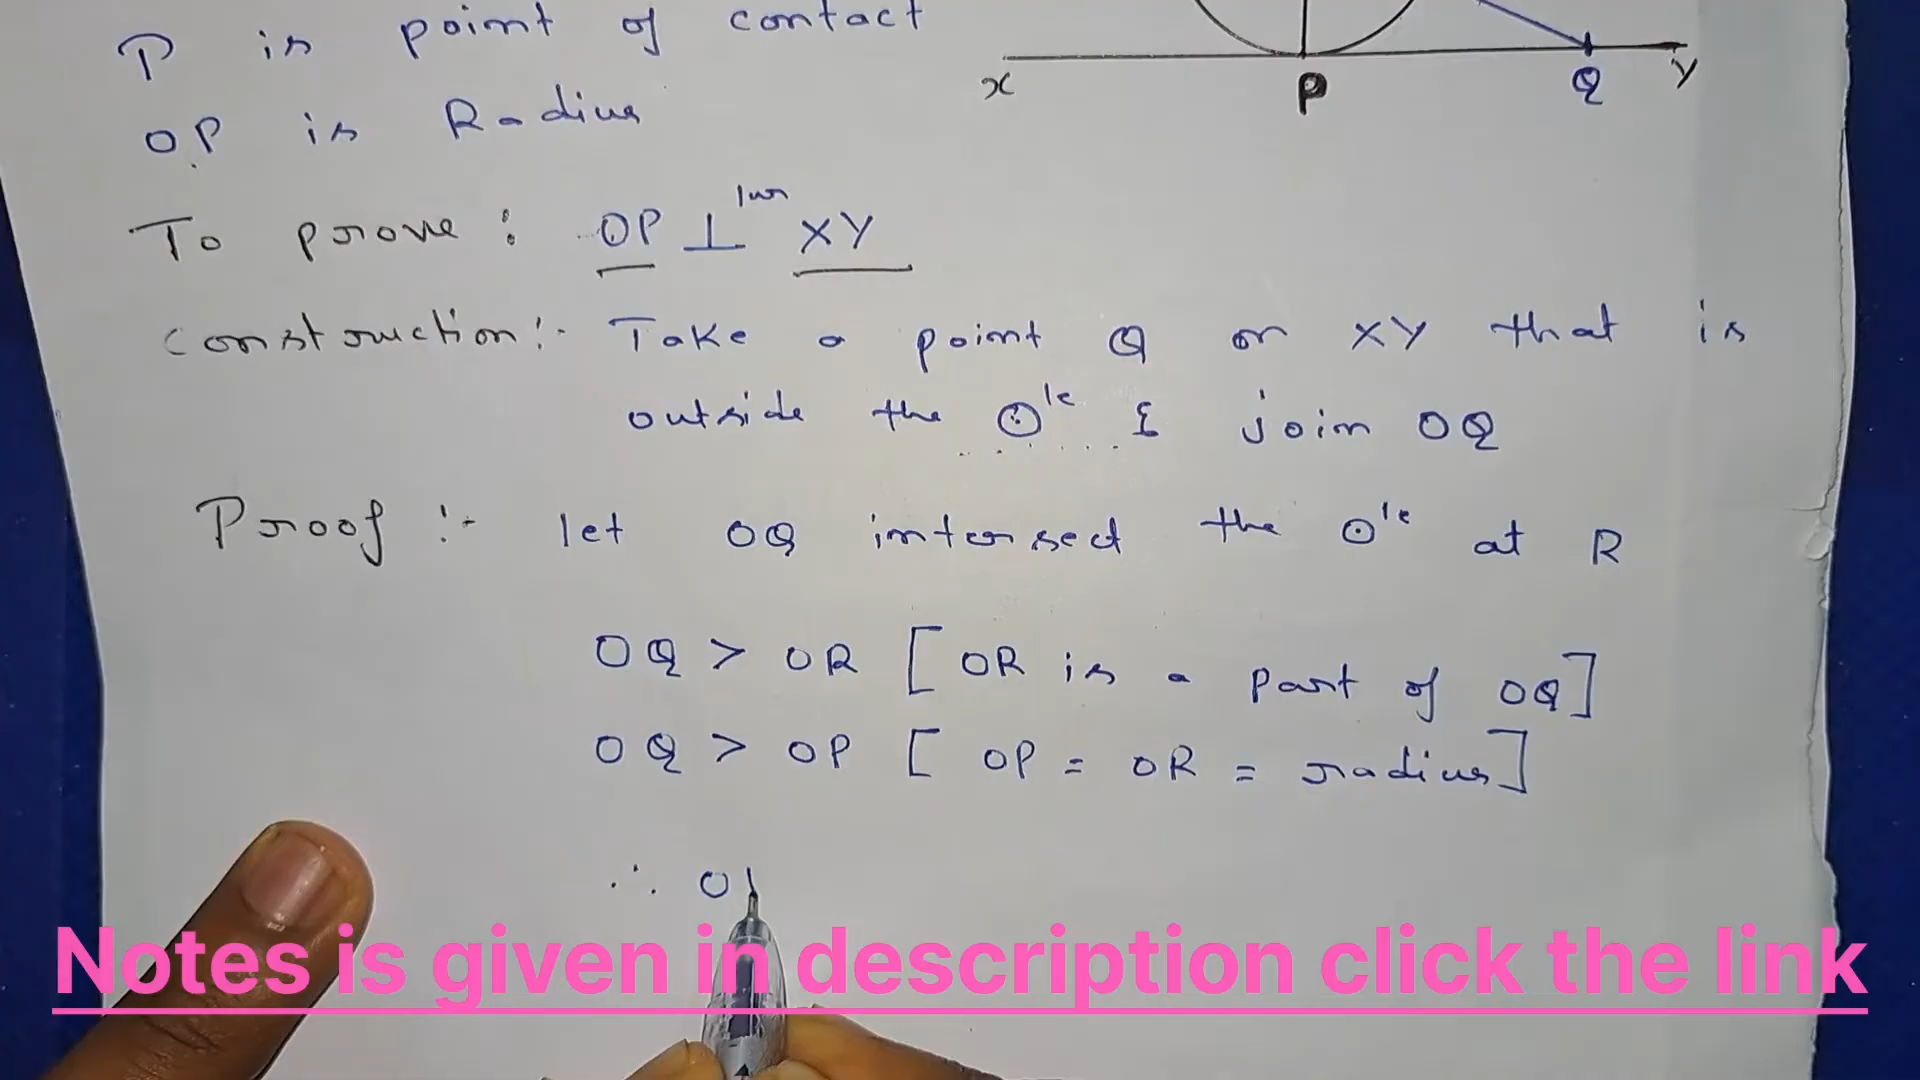 P is point of contact
x P Q y
OP is Radius
To prove : OP ⊥ lar XY
construction:- Take a point Q on XY that is
outside the ⊙le & join OQ
Proof :- let OQ intersect the ⊙le at R
OQ > OR [OR is a part of OQ]
OQ > OP [ OP = OR = radius]
∴ O
Notes is given in description click the link